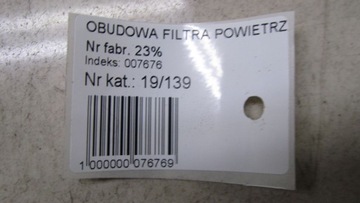 OBUDOWA FILTRA POWIETRZ
Nr fabr. 23%
Indeks: 007676
Nr kat.: 19/139
1 000000 076769